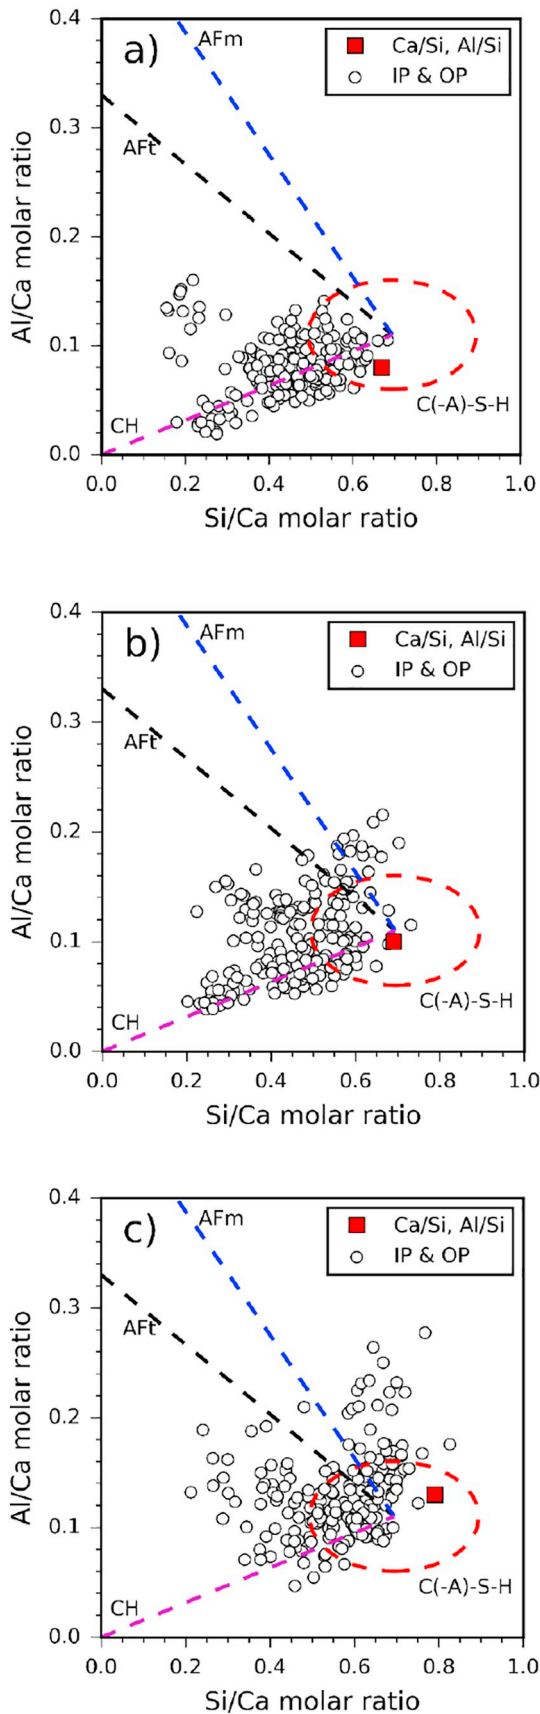 a)
Ca/Si, Al/Si
IP & OP
AFm
AFt
CH
C(-A)-S-H
0.4
0.3
0.2
0.1
0.0
Al/Ca molar ratio
0.0 0.2 0.4 0.6 0.8 1.0
Si/Ca molar ratio
b)
Ca/Si, Al/Si
IP & OP
AFm
AFt
CH
C(-A)-S-H
0.4
0.3
0.2
0.1
0.0
Al/Ca molar ratio
0.0 0.2 0.4 0.6 0.8 1.0
Si/Ca molar ratio
c)
Ca/Si, Al/Si
IP & OP
AFm
AFt
CH
C(-A)-S-H
0.4
0.3
0.2
0.1
0.0
Al/Ca molar ratio
0.0 0.2 0.4 0.6 0.8 1.0
Si/Ca molar ratio